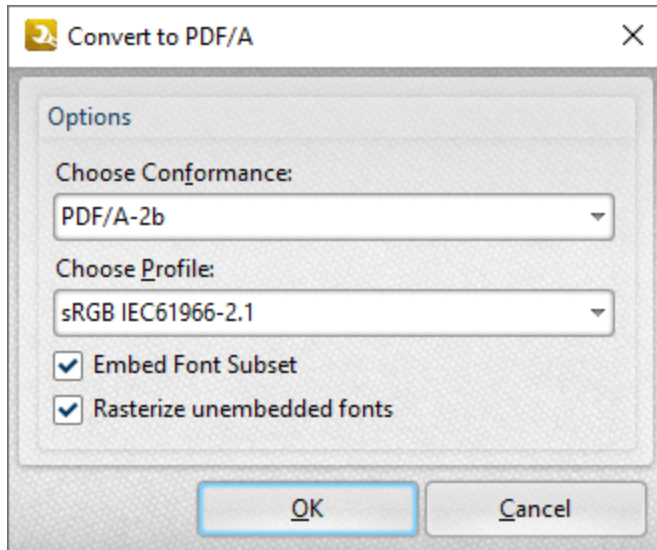 Convert to PDF/A
Options
Choose Conformance:
PDF/A-2b
Choose Profile:
sRGB IEC61966-2.1
Embed Font Subset
Rasterize unembedded fonts
OK
Cancel